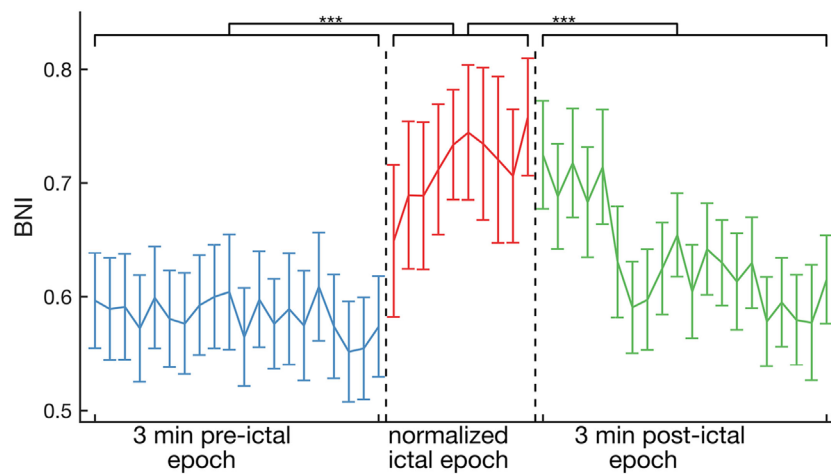 *** ***
0.8
0.7
0.6
0.5
BNI
3 min pre-ictal
epoch
normalized
ictal epoch
3 min post-ictal
epoch